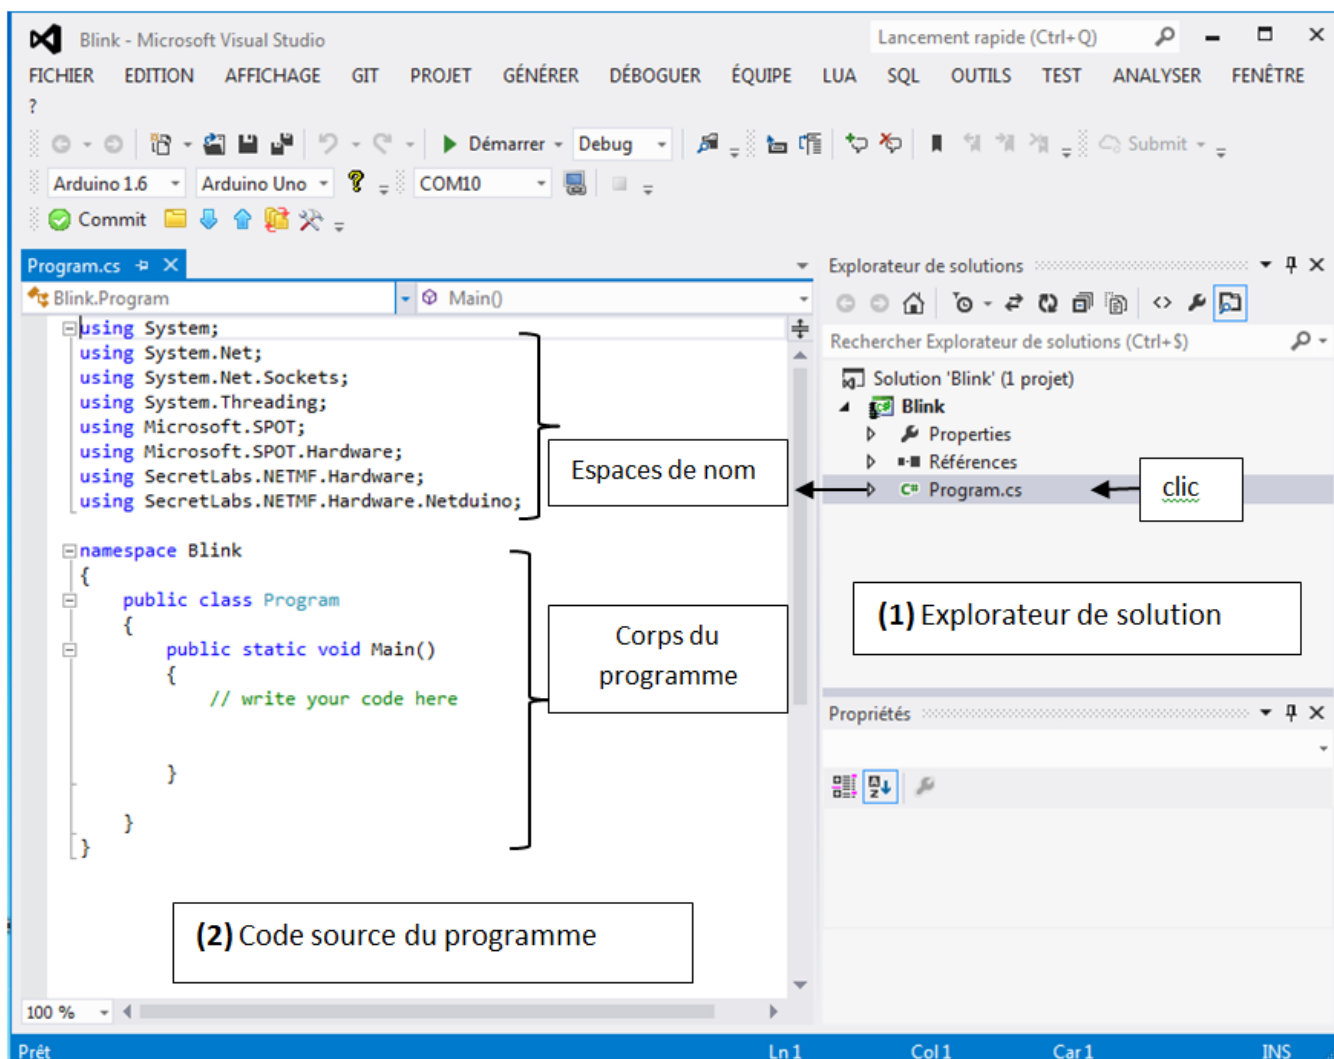 Blink - Microsoft Visual Studio
Lancement rapide (Ctrl+Q)
FICHIER EDITION AFFICHAGE GIT PROJET GÉNÉRER DÉBOGUER ÉQUIPE LUA SQL OUTILS TEST ANALYSER FENÊTRE
?
Démarrer Debug Submit
Arduino 1.6 Arduino Uno COM10
Commit
Program.cs
Blink.Program Main()
using System;
using System.Net;
using System.Net.Sockets;
using System.Threading;
using Microsoft.SPOT;
using Microsoft.SPOT.Hardware;
using SecretLabs.NETMF.Hardware;
using SecretLabs.NETMF.Hardware.Netduino;
Espaces de nom
namespace Blink
{
public class Program
{
public static void Main()
{
// write your code here
}
}
}
Corps du
programme
(2) Code source du programme
100 %
Explorateur de solutions
Rechercher Explorateur de solutions (Ctrl+$)
Solution 'Blink' (1 projet)
Blink
Properties
Références
C# Program.cs
clic
(1) Explorateur de solution
Propriétés
Prêt Ln 1 Col 1 Car 1 INS